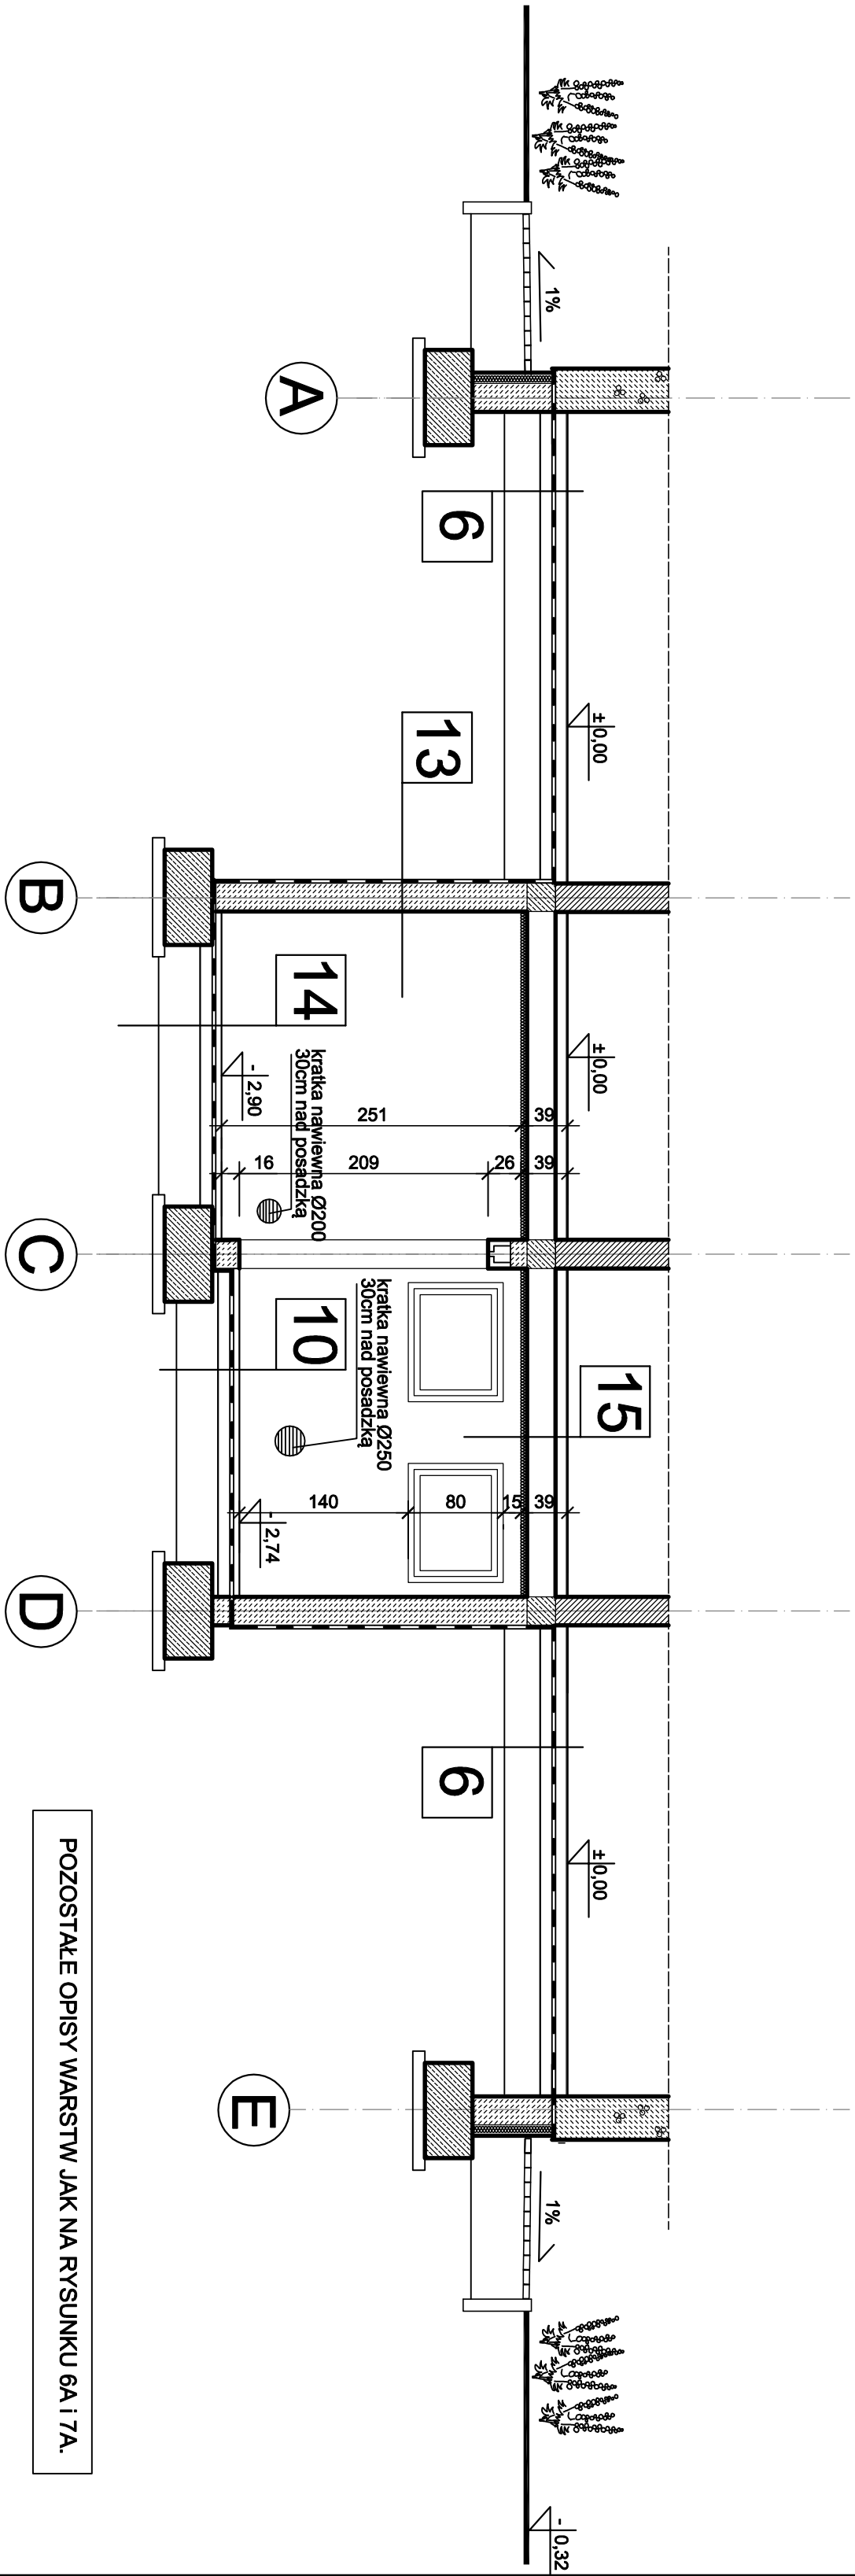 1%
± 0,00
± 0,00
± 0,00
1%
- 0,32
6
13
14
- 2,90
kratka nawiewna Ø200
30cm nad posadzką
251
39
16
209
26
39
10
kratka nawiewna Ø250
30cm nad posadzką
15
140
80
15
39
- 2,74
6
A
B
C
D
E
POZOSTAŁE OPISY WARSTW JAK NA RYSUNKU 6A i 7A.